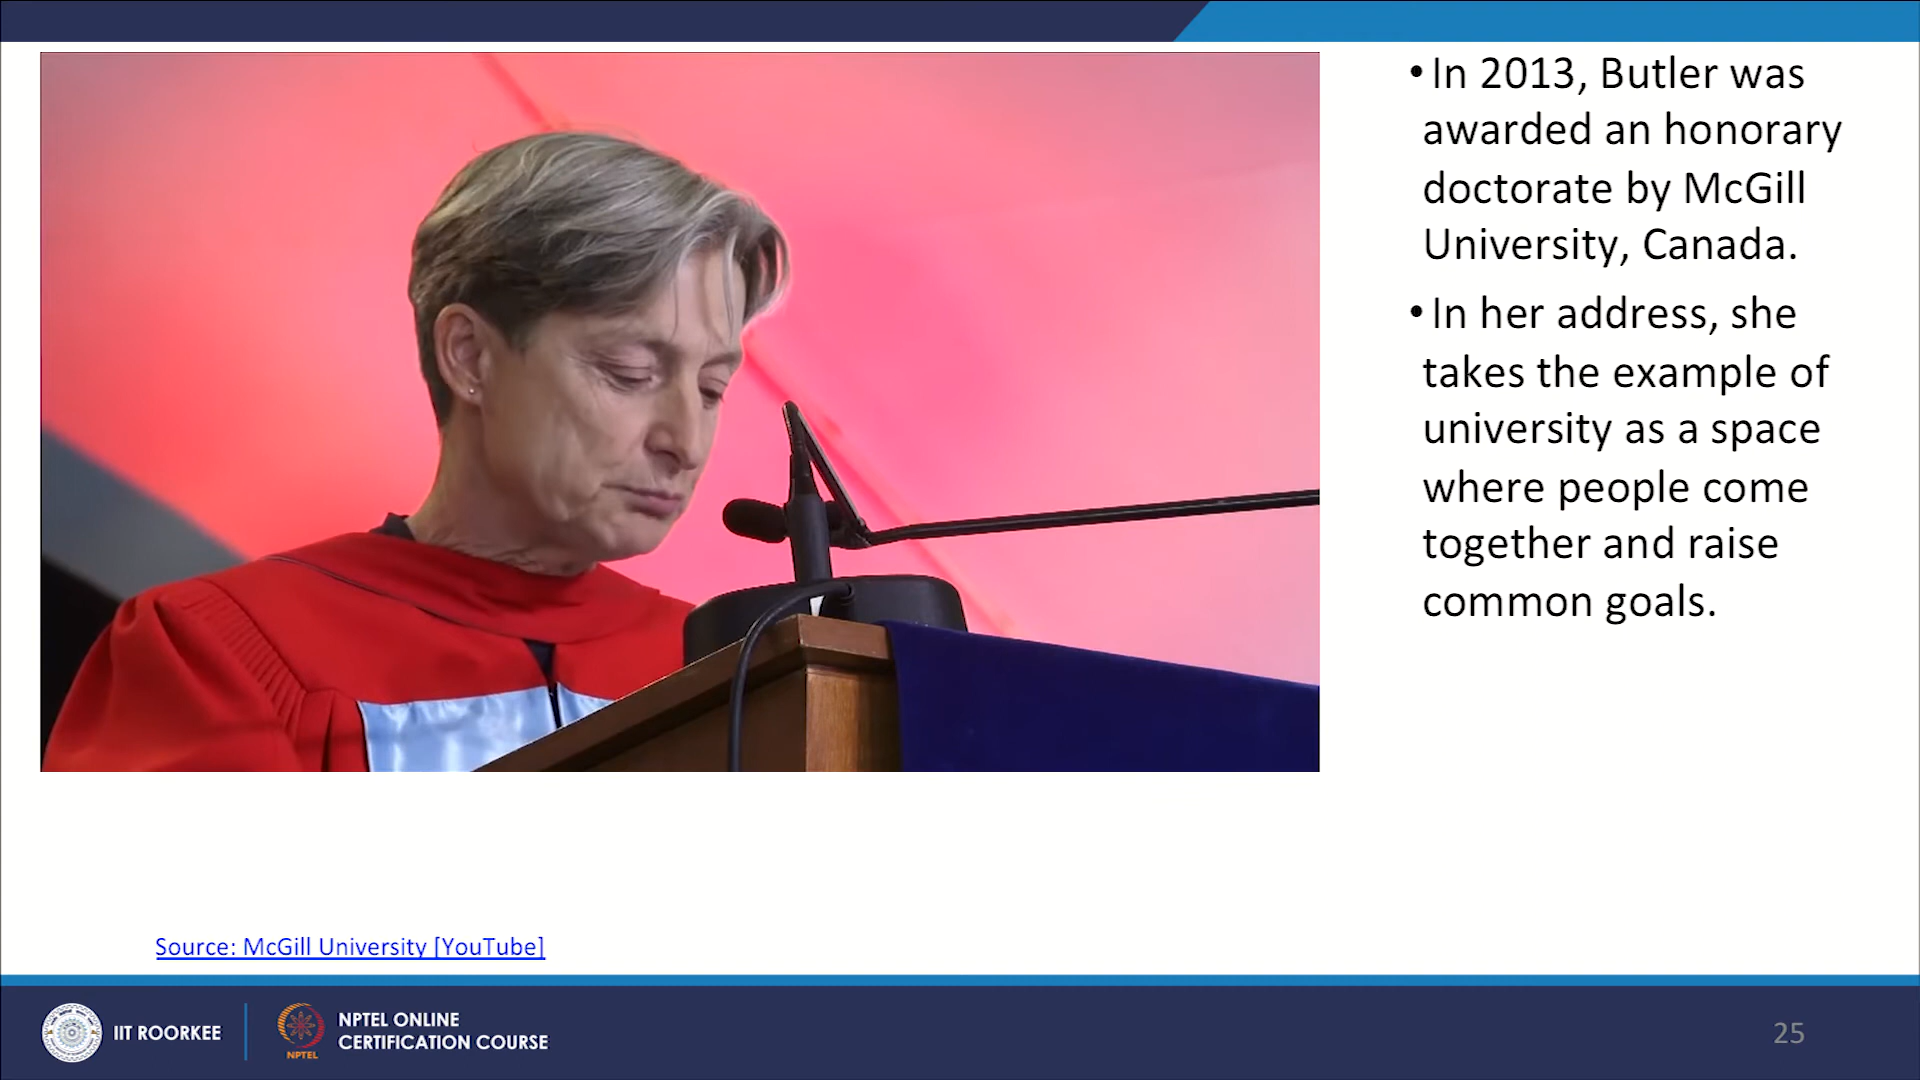 • In 2013, Butler was
awarded an honorary
doctorate by McGill
University, Canada.
• In her address, she
takes the example of
university as a space
where people come
together and raise
common goals.
Source: McGill University [YouTube]
IIT ROORKEE
NPTEL
NPTEL ONLINE
CERTIFICATION COURSE
25